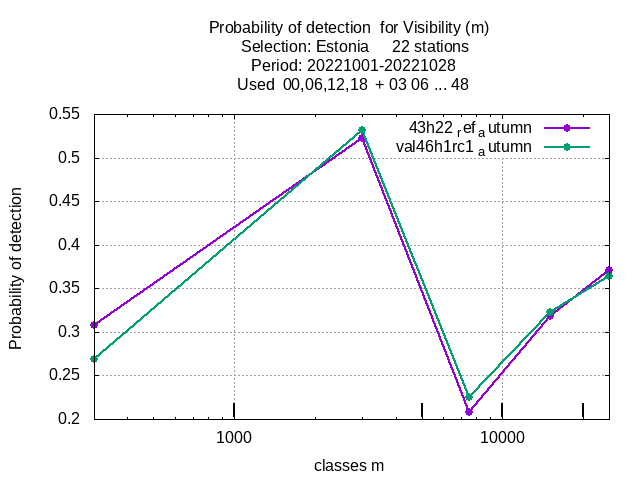 Probability of detection  for Visibility (m)
Selection: Estonia     22 stations
Period: 20221001-20221028
Used  00,06,12,18  + 03 06 ... 48
43h22 ref a utumn
val46h1rc1 a utumn
0.55
0.5
0.45
0.4
0.35
0.3
0.25
0.2
Probability of detection
1000
10000
classes m